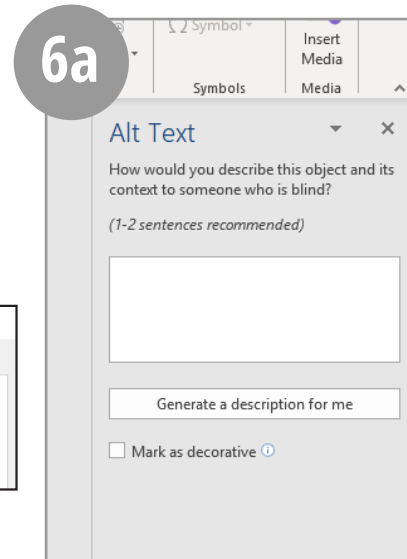 6a
Symbol
Insert
Media
Symbols
Media
Alt Text
How would you describe this object and its
context to someone who is blind?
(1-2 sentences recommended)
Generate a description for me
Mark as decorative